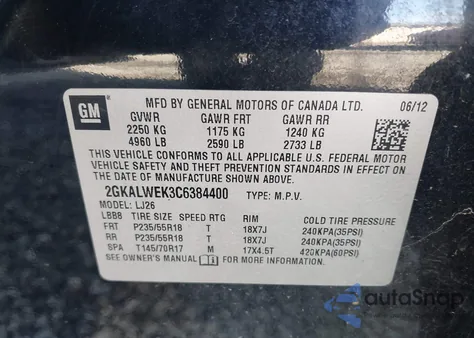 GM
MFD BY GENERAL MOTORS OF CANADA LTD. 06/12
GVWR GAWR FRT GAWR RR
2250 KG 1175 KG 1240 KG
4960 LB 2590 LB 2733 LB
THIS VEHICLE CONFORMS TO ALL APPLICABLE U.S. FEDERAL MOTOR
VEHICLE SAFETY AND THEFT PREVENTION STANDARDS IN EFFECT ON
THE DATE OF MANUFACTURE SHOWN ABOVE.
2GKALWEK3C6384400 TYPE: M.P.V.
MODEL: LJ26
LBB8 TIRE SIZE SPEED RTG RIM COLD TIRE PRESSURE
FRT P235/55R18 T 18X7J 240KPA(35PSI)
RR P235/55R18 T 18X7J 240KPA(35PSI)
SPA T145/70R17 M 17X4.5T 420KPA(60PSI)
SEE OWNER'S MANUAL FOR MORE INFORMATION.
autoSnap